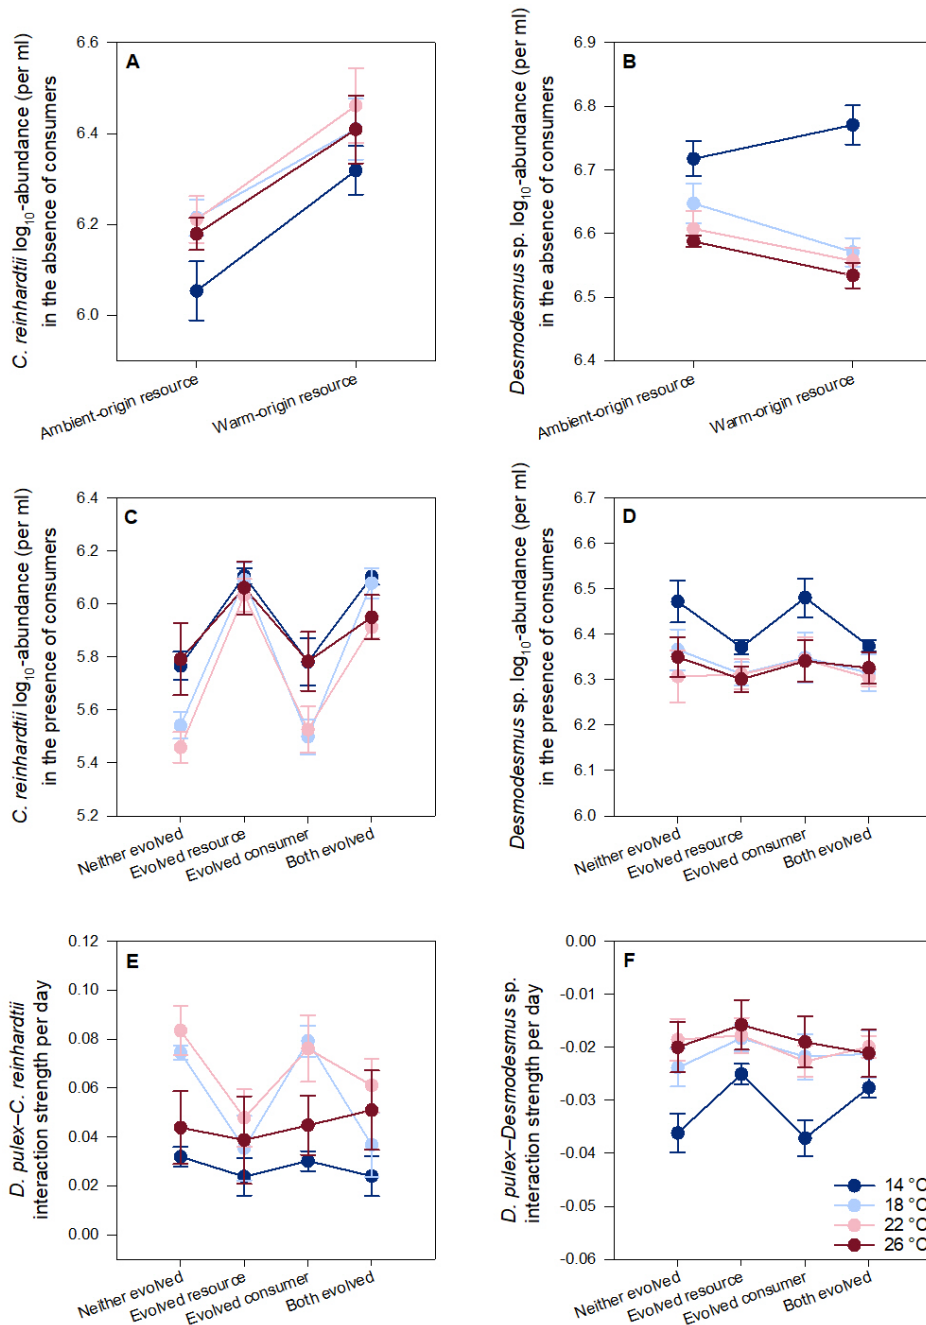 C. reinhardtii log10-abundance (per ml)
in the absence of consumers
6.6
6.4
6.2
6.0
A
Ambient-origin resource
Warm-origin resource
Desmodesmus sp. log10-abundance (per ml)
in the absence of consumers
6.9
6.8
6.7
6.6
6.5
6.4
B
Ambient-origin resource
Warm-origin resource
C. reinhardtii log10-abundance (per ml)
in the presence of consumers
6.4
6.2
6.0
5.8
5.6
5.4
5.2
C
Neither evolved
Evolved resource
Evolved consumer
Both evolved
Desmodesmus sp. log10-abundance (per ml)
in the presence of consumers
6.7
6.6
6.5
6.4
6.3
6.2
6.1
6.0
D
Neither evolved
Evolved resource
Evolved consumer
Both evolved
D. pulex–C. reinhardtii
interaction strength per day
0.12
0.10
0.08
0.06
0.04
0.02
0.00
E
Neither evolved
Evolved resource
Evolved consumer
Both evolved
D. pulex–Desmodesmus sp.
interaction strength per day
-0.00
-0.01
-0.02
-0.03
-0.04
-0.05
-0.06
F
14 °C
18 °C
22 °C
26 °C
Neither evolved
Evolved resource
Evolved consumer
Both evolved